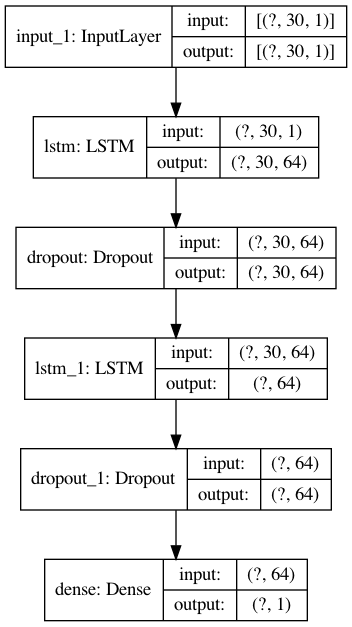 input_1: InputLayer
input: [(?, 30, 1)]
output: [(?, 30, 1)]
lstm: LSTM
input: (?, 30, 1)
output: (?, 30, 64)
dropout: Dropout
input: (?, 30, 64)
output: (?, 30, 64)
lstm_1: LSTM
input: (?, 30, 64)
output: (?, 64)
dropout_1: Dropout
input: (?, 64)
output: (?, 64)
dense: Dense
input: (?, 64)
output: (?, 1)